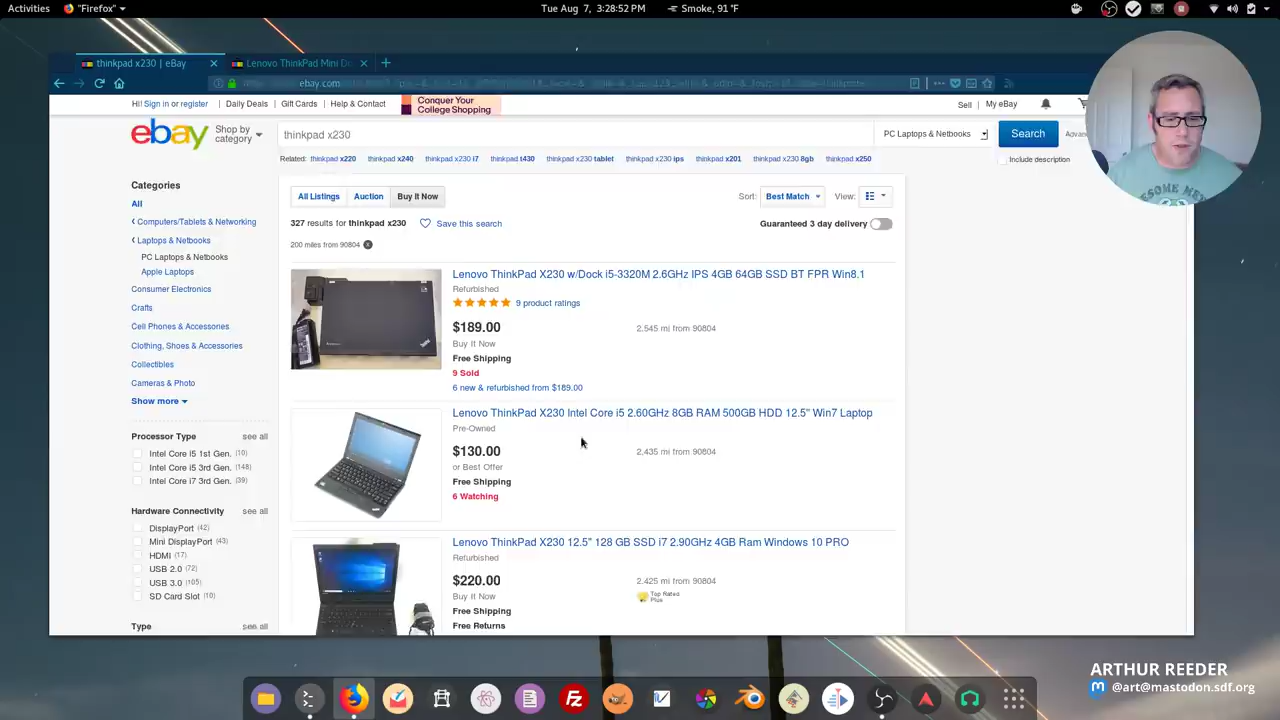 Activities "Firefox" Tue Aug 7, 3:28:52 PM Smoke, 91 °F
thinkpad x230 | eBay Lenovo ThinkPad Mini Do
ebay.com
Hi! Sign in or register Daily Deals Gift Cards Help & Contact Conquer Your College Shopping Sell My eBay
ebay Shop by category thinkpad x230 PC Laptops & Netbooks Search
Related: thinkpad x220 thinkpad x240 thinkpad x230 i7 thinkpad t430 thinkpad x230 tablet thinkpad x230 ips thinkpad x201 thinkpad x230 8gb thinkpad x250 Include description
Categories
All
Computers/Tablets & Networking
Laptops & Netbooks
PC Laptops & Netbooks
Apple Laptops
Consumer Electronics
Crafts
Cell Phones & Accessories
Clothing, Shoes & Accessories
Collectibles
Cameras & Photo
Show more
Processor Type see all
Intel Core i5 1st Gen. (10)
Intel Core i5 3rd Gen. (148)
Intel Core i7 3rd Gen. (39)
Hardware Connectivity see all
DisplayPort (42)
Mini DisplayPort (43)
HDMI (17)
USB 2.0 (72)
USB 3.0 (105)
SD Card Slot (10)
Type see all
All Listings Auction Buy It Now Sort: Best Match View:
327 results for thinkpad x230 Save this search Guaranteed 3 day delivery
200 miles from 90804
Lenovo ThinkPad X230 w/Dock i5-3320M 2.6GHz IPS 4GB 64GB SSD BT FPR Win8.1
Refurbished
9 product ratings
$189.00 2,545 mi from 90804
Buy It Now
Free Shipping
9 Sold
6 new & refurbished from $189.00
Lenovo ThinkPad X230 Intel Core i5 2.60GHz 8GB RAM 500GB HDD 12.5" Win7 Laptop
Pre-Owned
$130.00 2,435 mi from 90804
or Best Offer
Free Shipping
6 Watching
Lenovo ThinkPad X230 12.5" 128 GB SSD i7 2.90GHz 4GB Ram Windows 10 PRO
Refurbished
$220.00 2,425 mi from 90804
Buy It Now Top Rated Plus
Free Shipping
Free Returns
ARTHUR REEDER
@art@mastodon.sdf.org